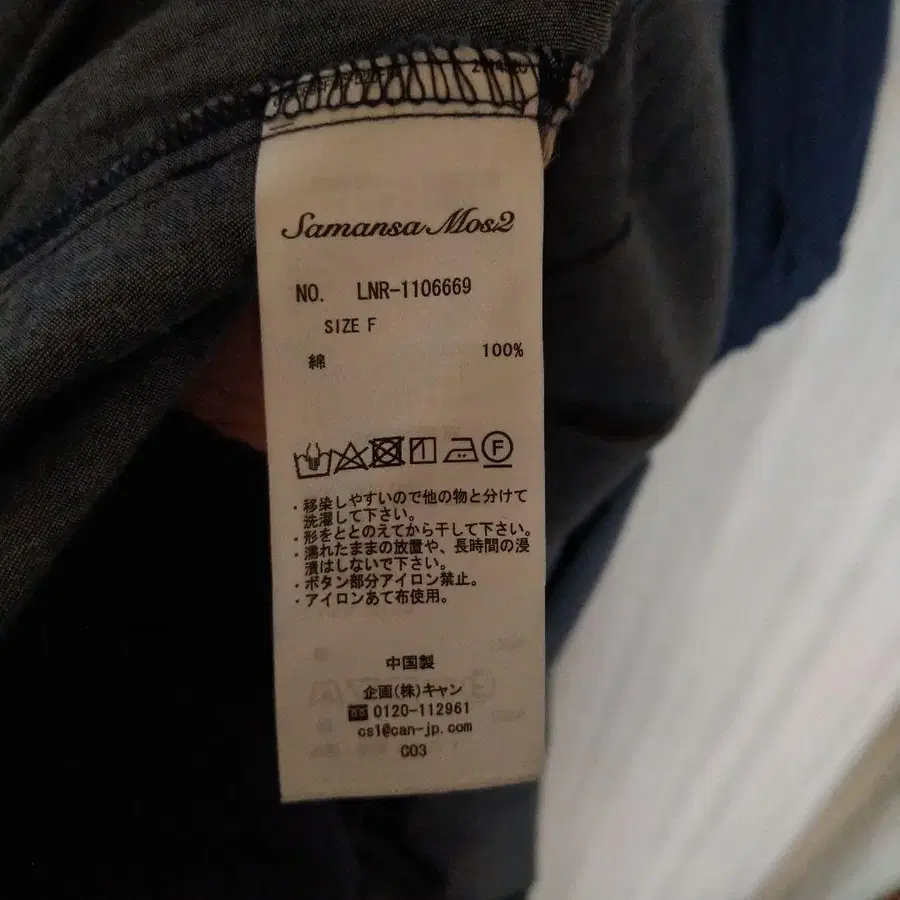 Samansa Mos2
NO. LNR-1106669
SIZE F
綿 100%
F
・移染しやすいので他の物と分けて
洗濯して下さい。
・形をととのえてから干して下さい。
・濡れたままの放置や、長時間の浸
漬はしないで下さい。
・ボタン部分アイロン禁止。
・アイロンあて布使用。
中国製
企画(株)キャン
0120-112961
cs1@can-jp.com
C03